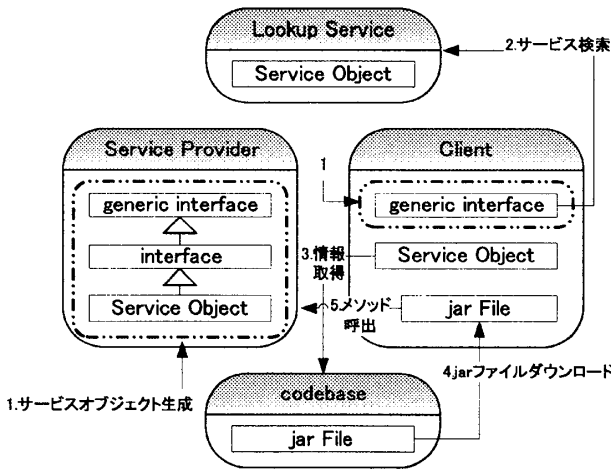 Lookup Service
Service Object
2.サービス検索
Service Provider
generic interface
interface
Service Object
1
Client
generic interface
Service Object
jar File
3.情報
取得
5.メソッド
呼出
1.サービスオブジェクト生成
4.jarファイルダウンロード
codebase
jar File